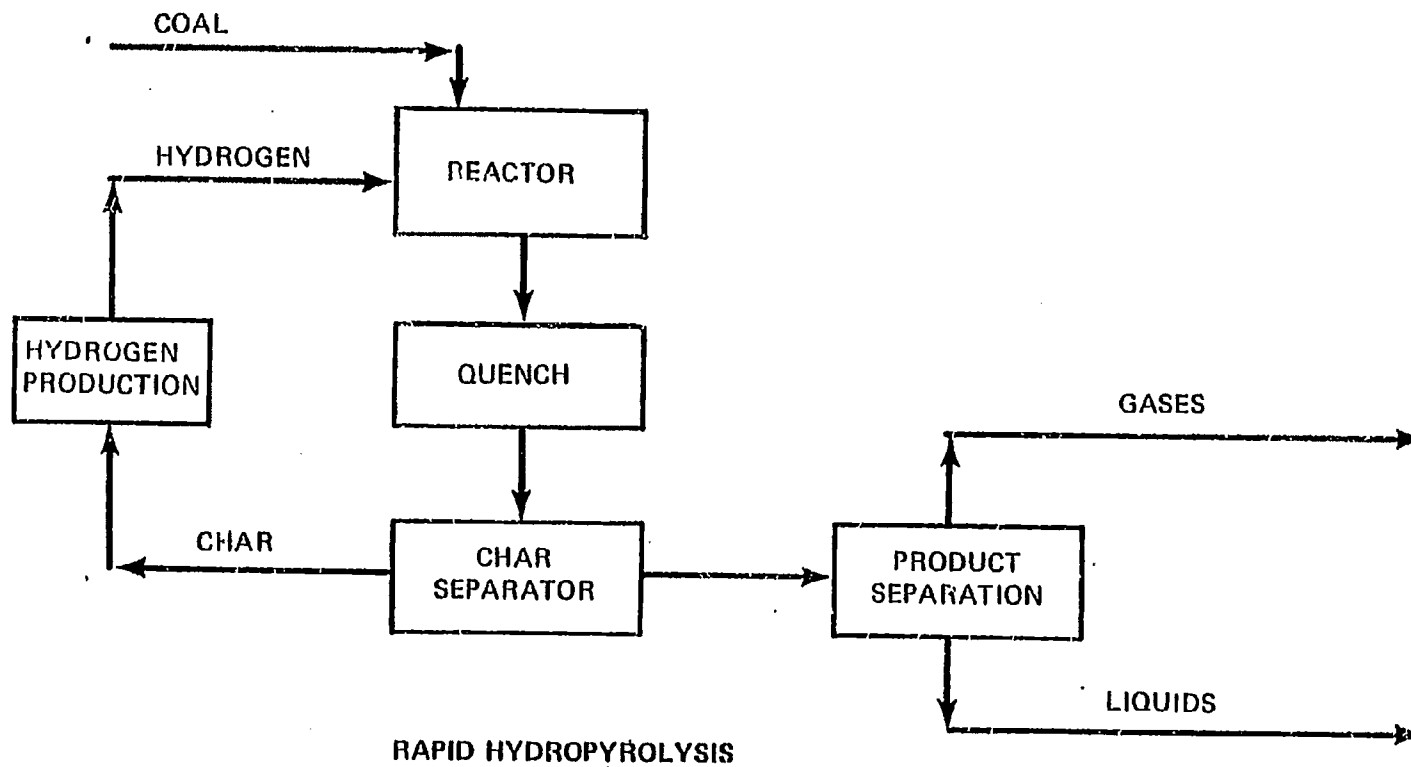 COAL
HYDROGEN
REACTOR
HYDROGEN
PRODUCTION
QUENCH
GASES
CHAR
CHAR
SEPARATOR
PRODUCT
SEPARATION
LIQUIDS
RAPID HYDROPYROLYSIS